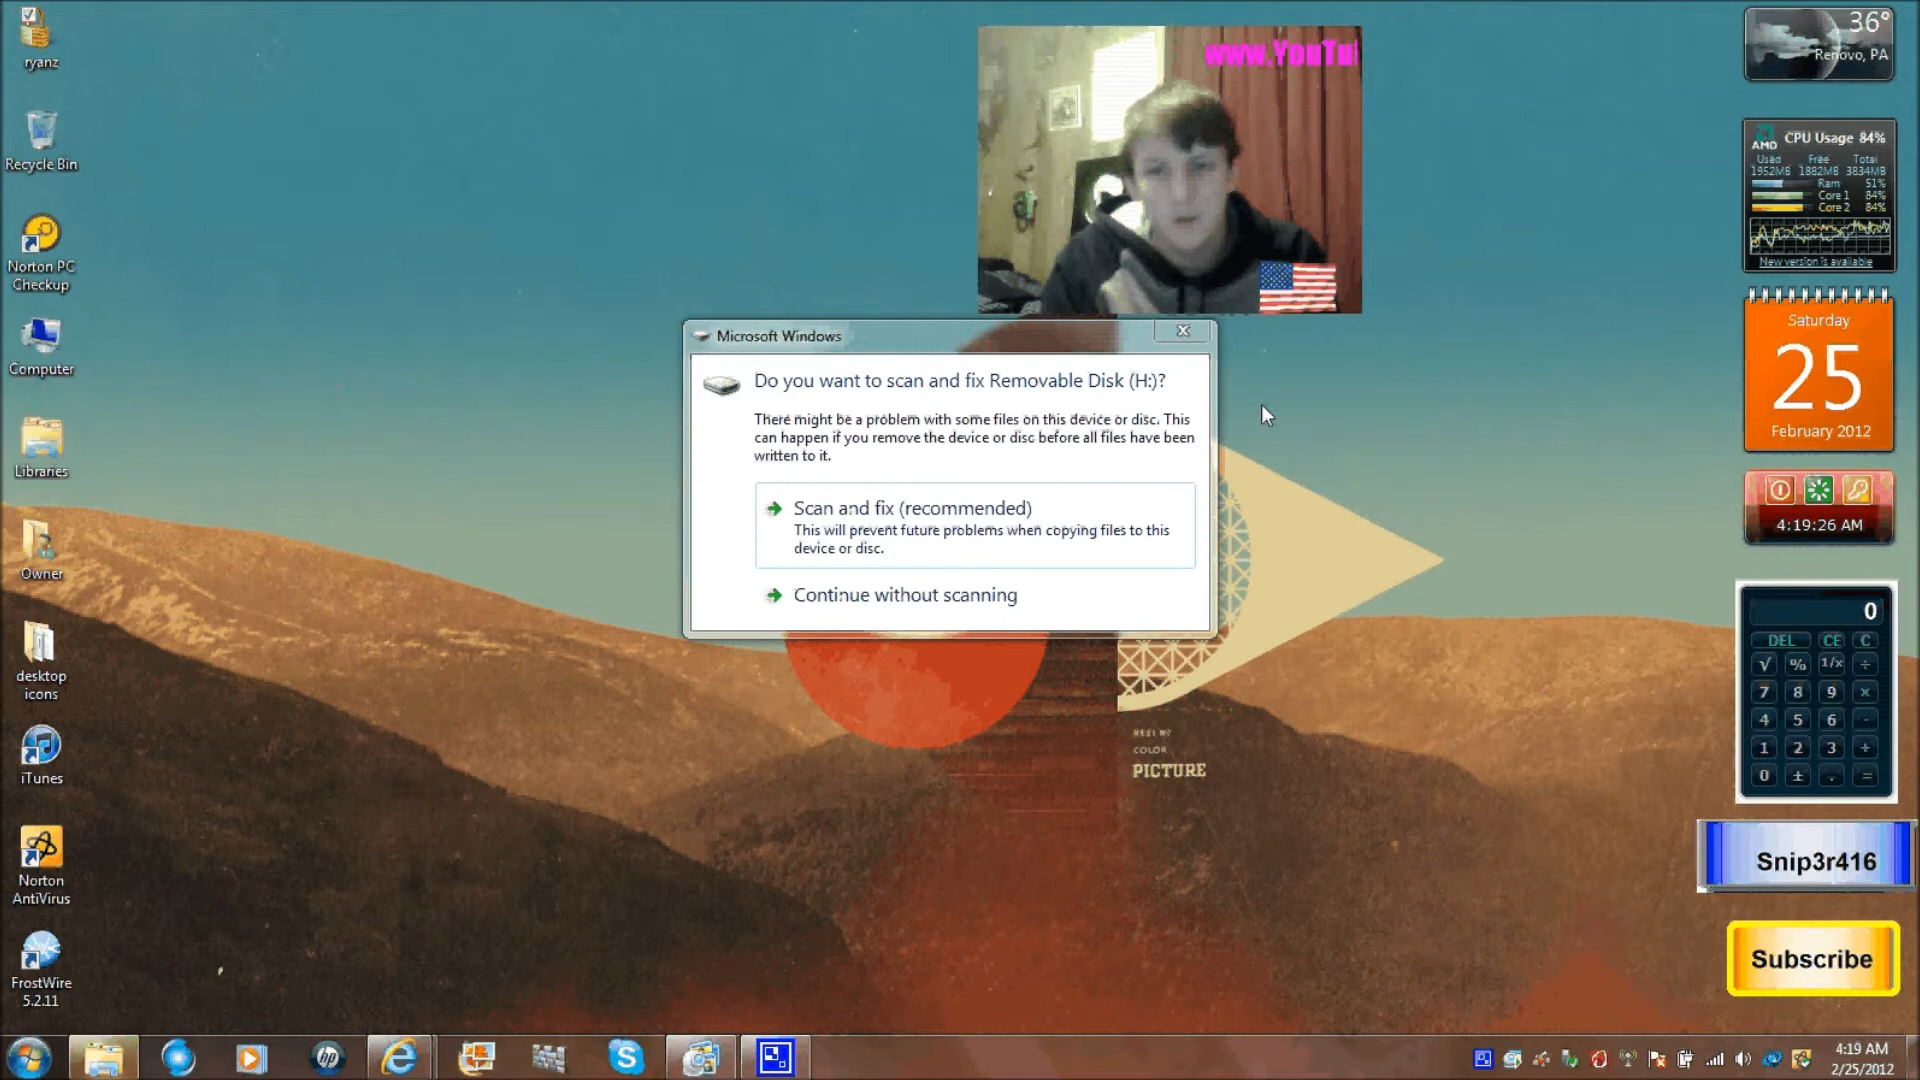 ryanz
Recycle Bin
Norton PC
Checkup
Computer
Libraries
Owner
desktop
icons
iTunes
Norton
AntiVirus
FrostWire
5.2.11
www.YouTu
Microsoft Windows
Do you want to scan and fix Removable Disk (H:)?
There might be a problem with some files on this device or disc. This
can happen if you remove the device or disc before all files have been
written to it.
Scan and fix (recommended)
This will prevent future problems when copying files to this
device or disc.
Continue without scanning
COLOR
PICTURE
36°
Renovo, PA
AMD CPU Usage 84%
Used Free Total
1952MB 1882MB 3834MB
Ram 51%
Core 1 84%
Core 2 84%
New version is available
Saturday
25
February 2012
4:19:26 AM
0
DEL CE C
√ % 1/x ÷
7 8 9 ×
4 5 6 -
1 2 3 +
0 ± . =
Snip3r416
Subscribe
hp
4:19 AM
2/25/2012